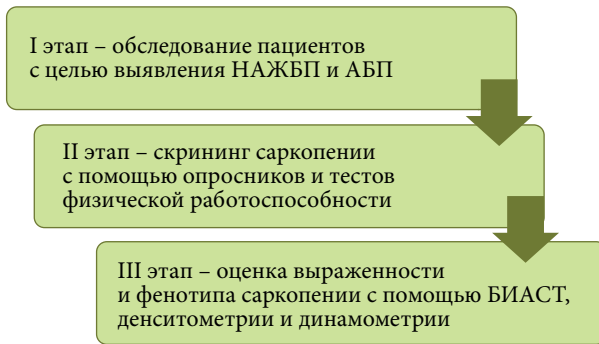 I этап – обследование пациентов
с целью выявления НАЖБП и АБП
II этап – скрининг саркопении
с помощью опросников и тестов
физической работоспособности
III этап – оценка выраженности
и фенотипа саркопении с помощью БИАСТ,
денситометрии и динамометрии